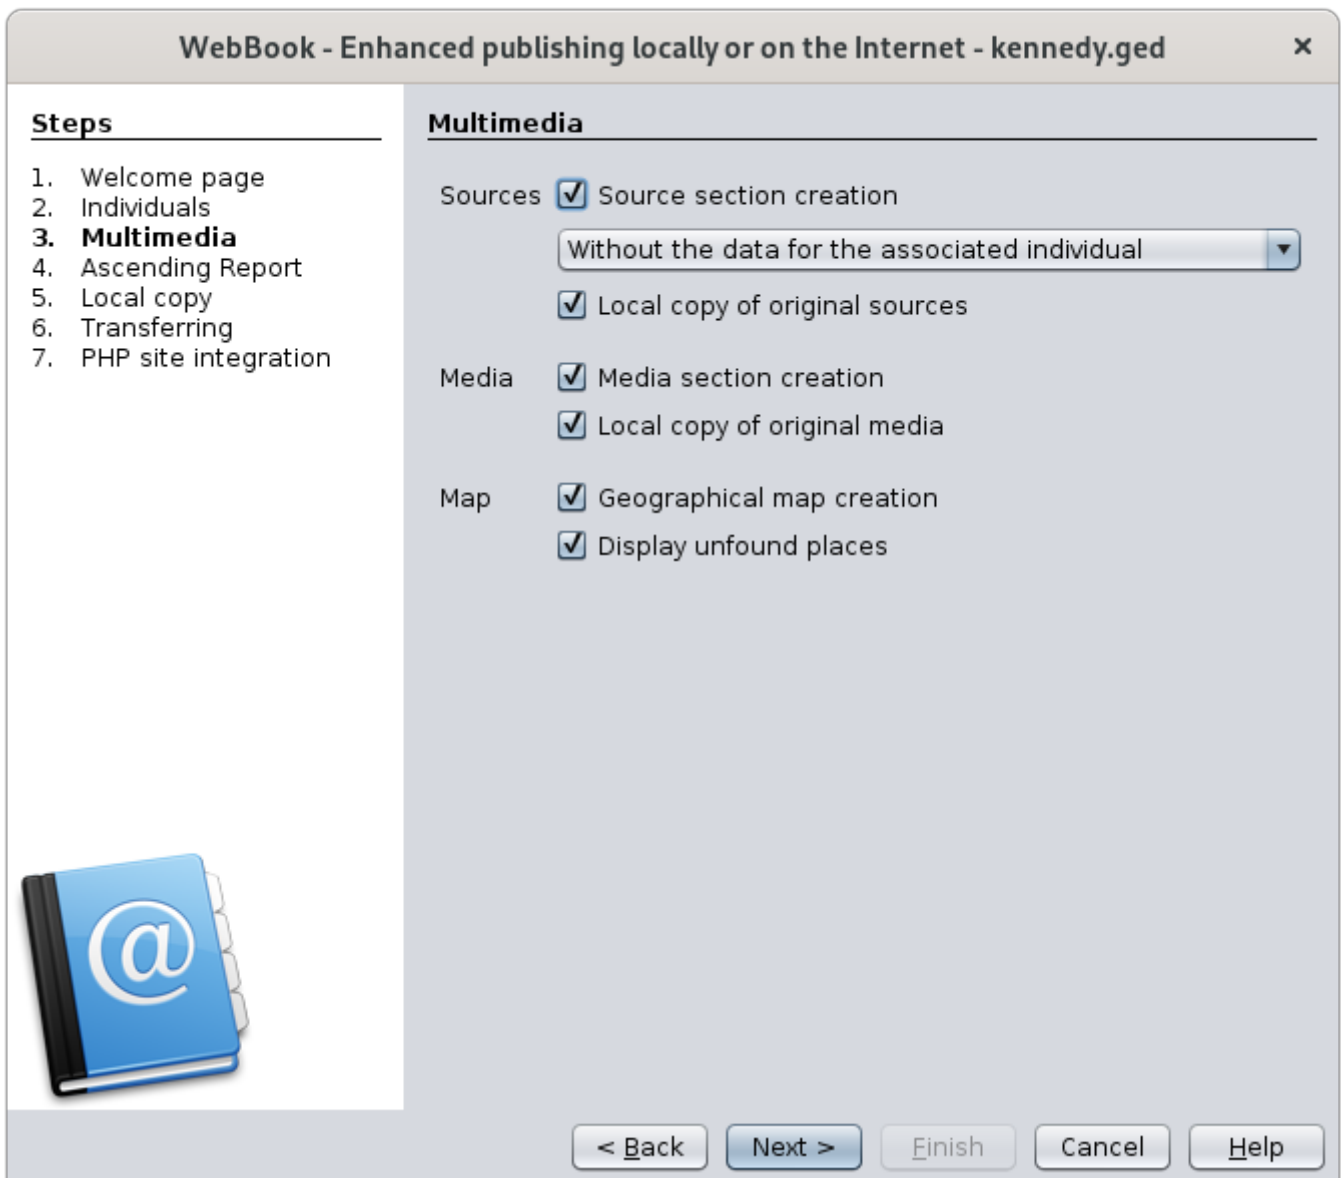 WebBook - Enhanced publishing locally or on the Internet - kennedy.ged ×
Steps
1. Welcome page
2. Individuals
3. Multimedia
4. Ascending Report
5. Local copy
6. Transferring
7. PHP site integration
@
Multimedia
Sources Source section creation
Without the data for the associated individual
Local copy of original sources
Media Media section creation
Local copy of original media
Map Geographical map creation
Display unfound places
< Back Next > Finish Cancel Help